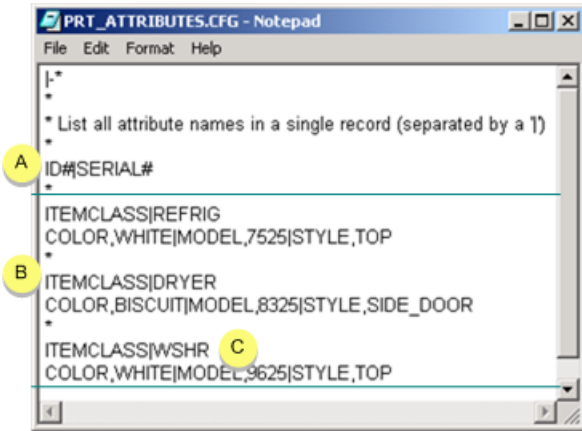 PRT_ATTRIBUTES.CFG - Notepad
File Edit Format Help
|-*
*
* List all attribute names in a single record (separated by a '|')
*
A
ID#|SERIAL#
*
ITEMCLASS|REFRIG
COLOR,WHITE|MODEL,7525|STYLE,TOP
*
B
ITEMCLASS|DRYER
COLOR,BISCUIT|MODEL,8325|STYLE,SIDE_DOOR
*
ITEMCLASS|WSHR C
COLOR,WHITE|MODEL,9625|STYLE,TOP